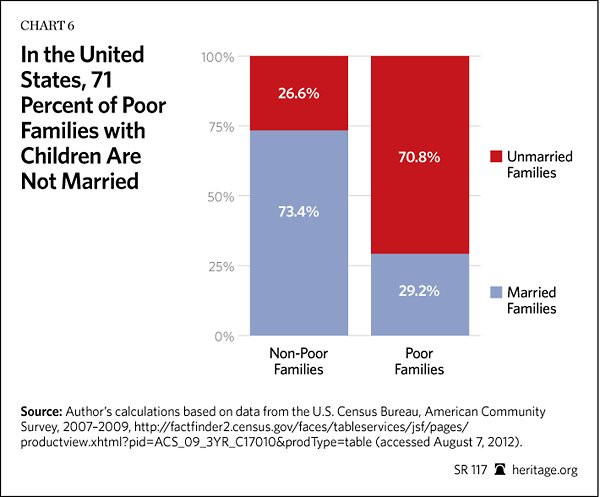 CHART 6
In the United
States, 71
Percent of Poor
Families with
Children Are
Not Married
100%
75%
50%
25%
0%
26.6%
73.4%
70.8%
29.2%
Non-Poor
Families
Poor
Families
Unmarried
Families
Married
Families
Source: Author's calculations based on data from the U.S. Census Bureau, American Community
Survey, 2007–2009, http://factfinder2.census.gov/faces/tableservices/jsf/pages/
productview.xhtml?pid=ACS_09_3YR_C17010&prodType=table (accessed August 7, 2012).
SR 117 heritage.org